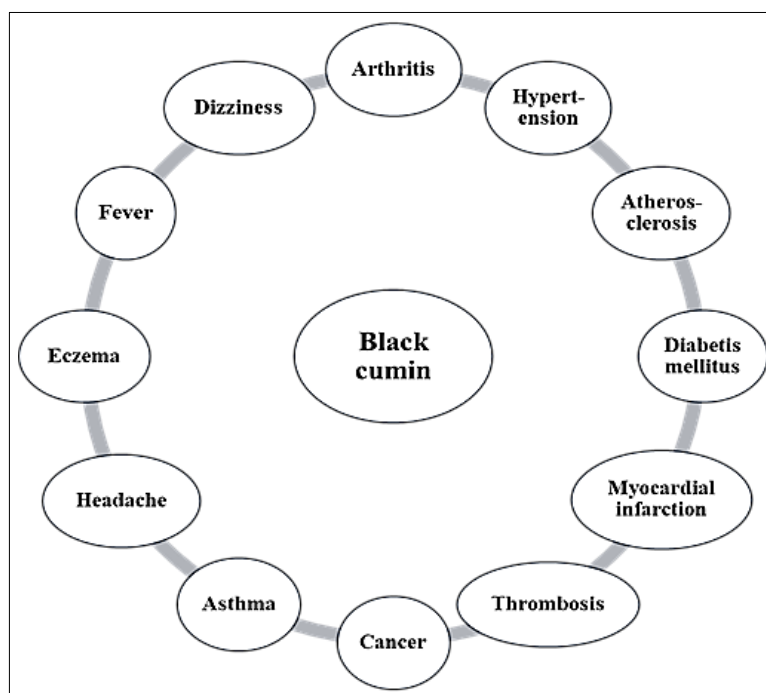 Arthritis
Hypert-
ension
Atheros-
clerosis
Diabetis
mellitus
Myocardial
infarction
Thrombosis
Cancer
Asthma
Headache
Eczema
Fever
Dizziness
Black
cumin